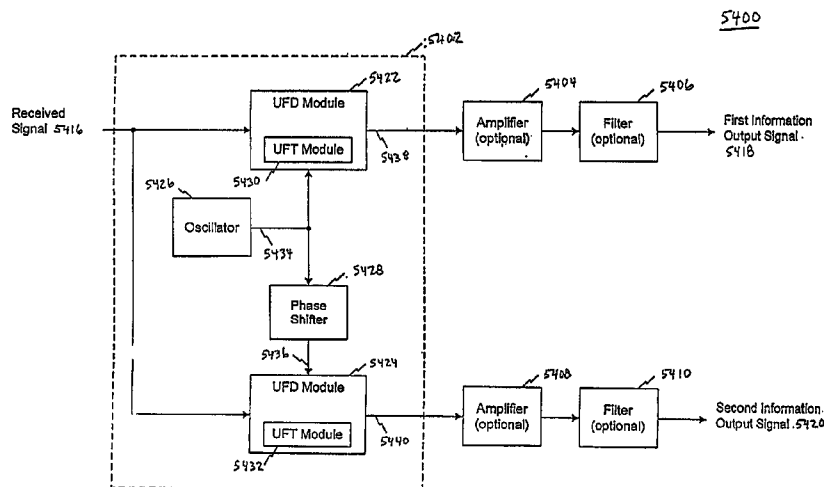 5400
5402
5422
UFD Module
UFT Module
5430
5438
5404
Amplifier
(optional)
5406
Filter
(optional)
Received
Signal 5416
First Information
Output Signal.
5418
5426
Oscillator
5434
5428
Phase
Shifter
5436
5424
UFD Module
UFT Module
5432
5440
5408
Amplifier
(optional)
5410
Filter
(optional)
Second Information.
Output Signal.5420